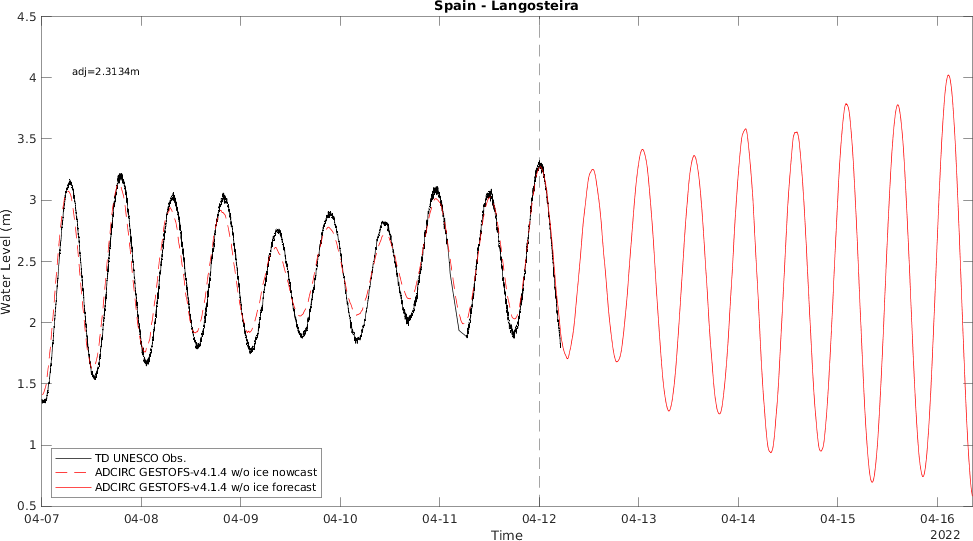 Spain - Langosteira
4.5
4
3.5
3
2.5
2
1.5
1
0.5
Water Level (m)
adj=2.3134m
TD UNESCO Obs.
ADCIRC GESTOFS-v4.1.4 w/o ice nowcast
ADCIRC GESTOFS-v4.1.4 w/o ice forecast
04-07 04-08 04-09 04-10 04-11 04-12 04-13 04-14 04-15 04-16
2022
Time